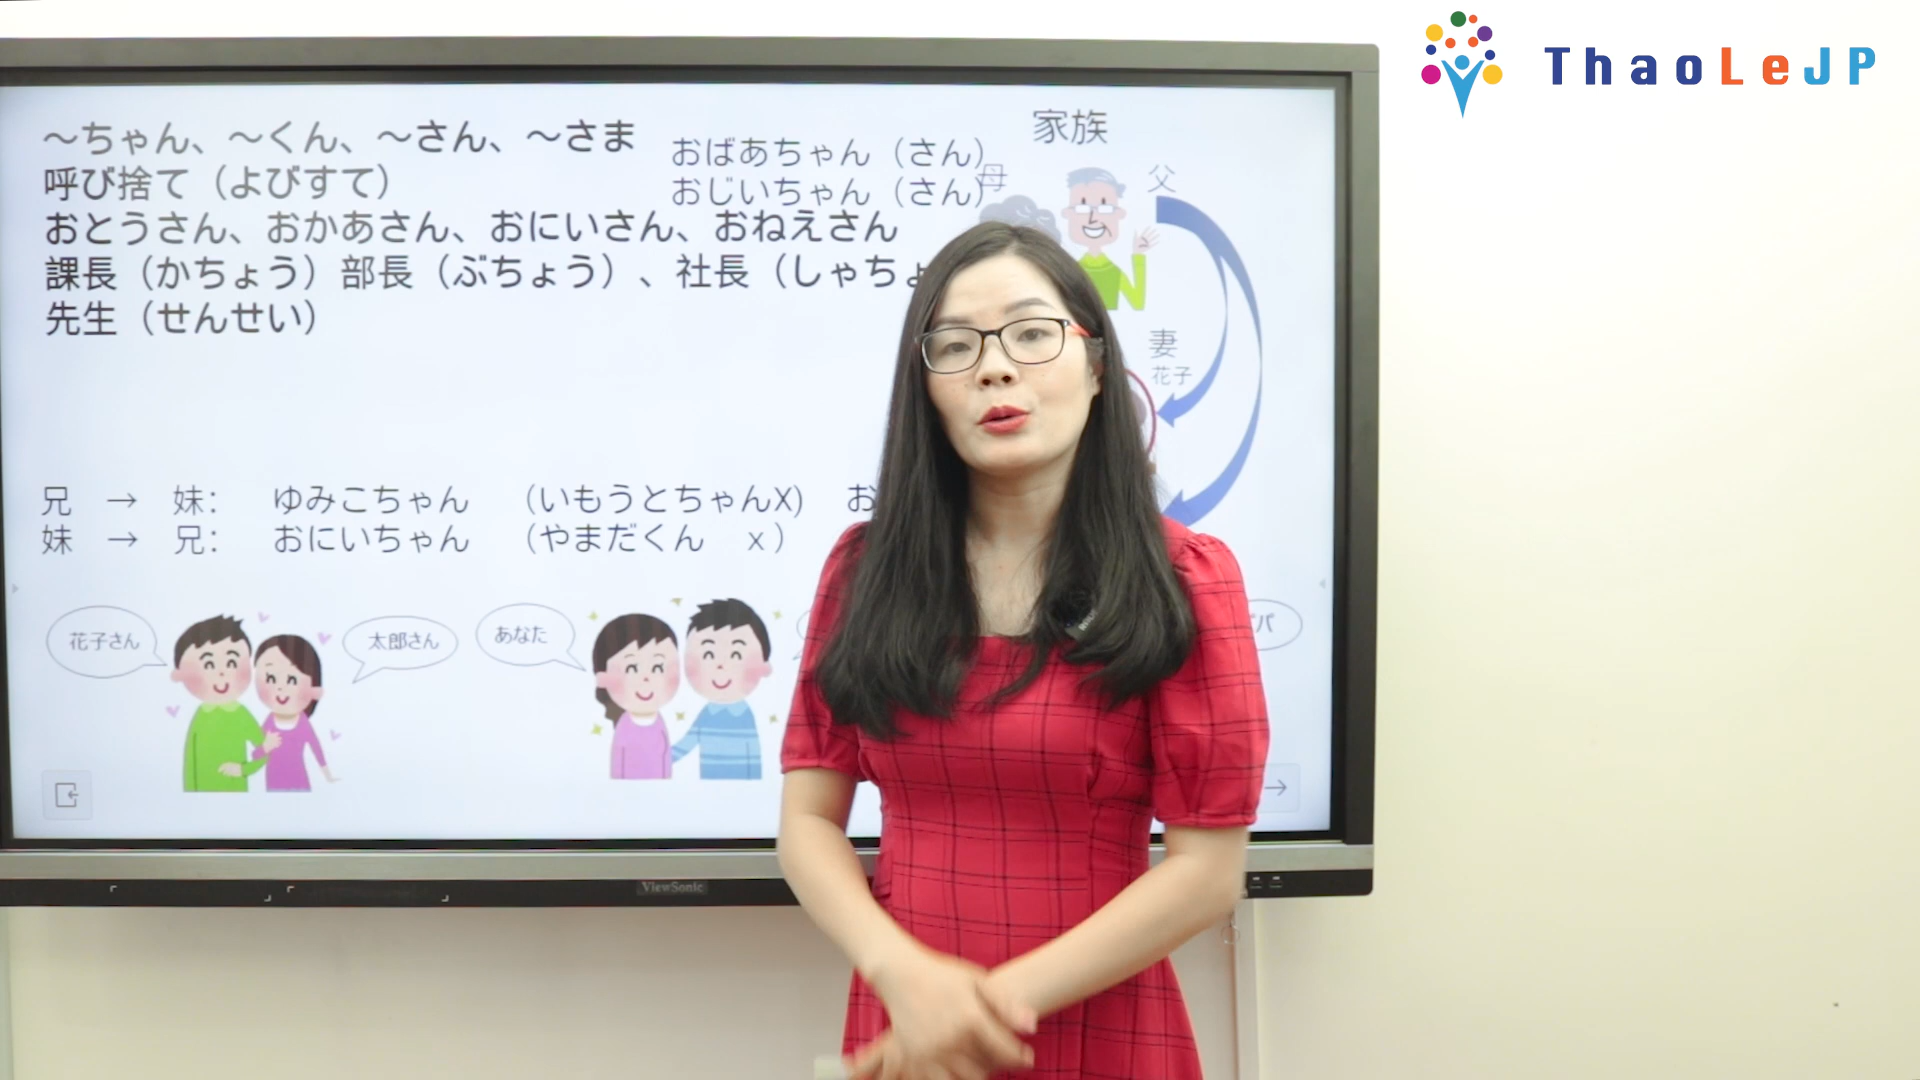 ThaoLeJP
～ちゃん、～くん、～さん、～さま
呼び捨て（よびすて）
おばあちゃん（さん）
おじいちゃん（さん）
おとうさん、おかあさん、おにいさん、おねえさん
課長（かちょう）部長（ぶちょう）、社長（しゃちょ
先生（せんせい）
家族
母
父
妻
花子
兄 → 妹： ゆみこちゃん （いもうとちゃんX) お
妹 → 兄： おにいちゃん （やまだくん x ）
花子さん
太郎さん
あなた
パ
ViewSonic